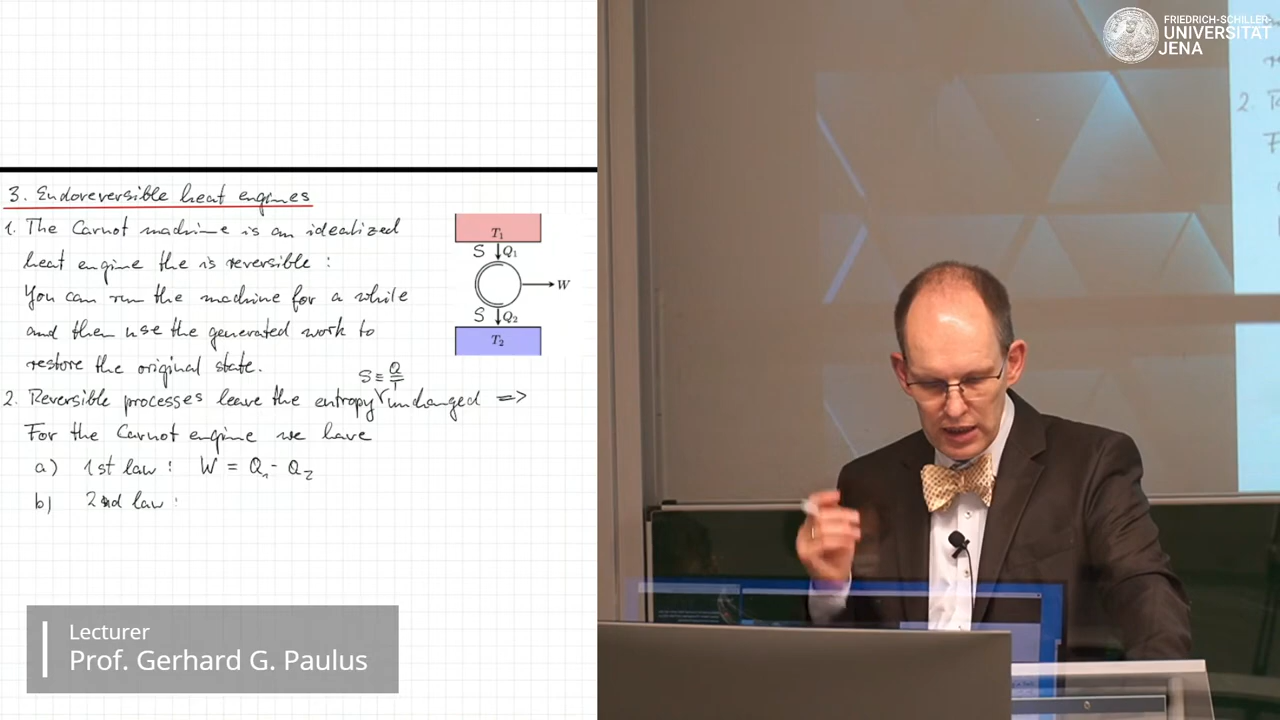 3. Endoreversible heat engines
1. The Carnot machine is an idealized
heat engine the is reversible :
You can run the machine for a while
and then use the generated work to
restore the original state.
S ≡ Q/T
2. Reversible processes leave the entropy unchanged =>
For the Carnot engine we have
a) 1st law : W = Q₁ - Q₂
b) 2nd law :
T₁
S Q₁
W
S Q₂
T₂
Lecturer
Prof. Gerhard G. Paulus
FRIEDRICH-SCHILLER-
UNIVERSITÄT
JENA
2.